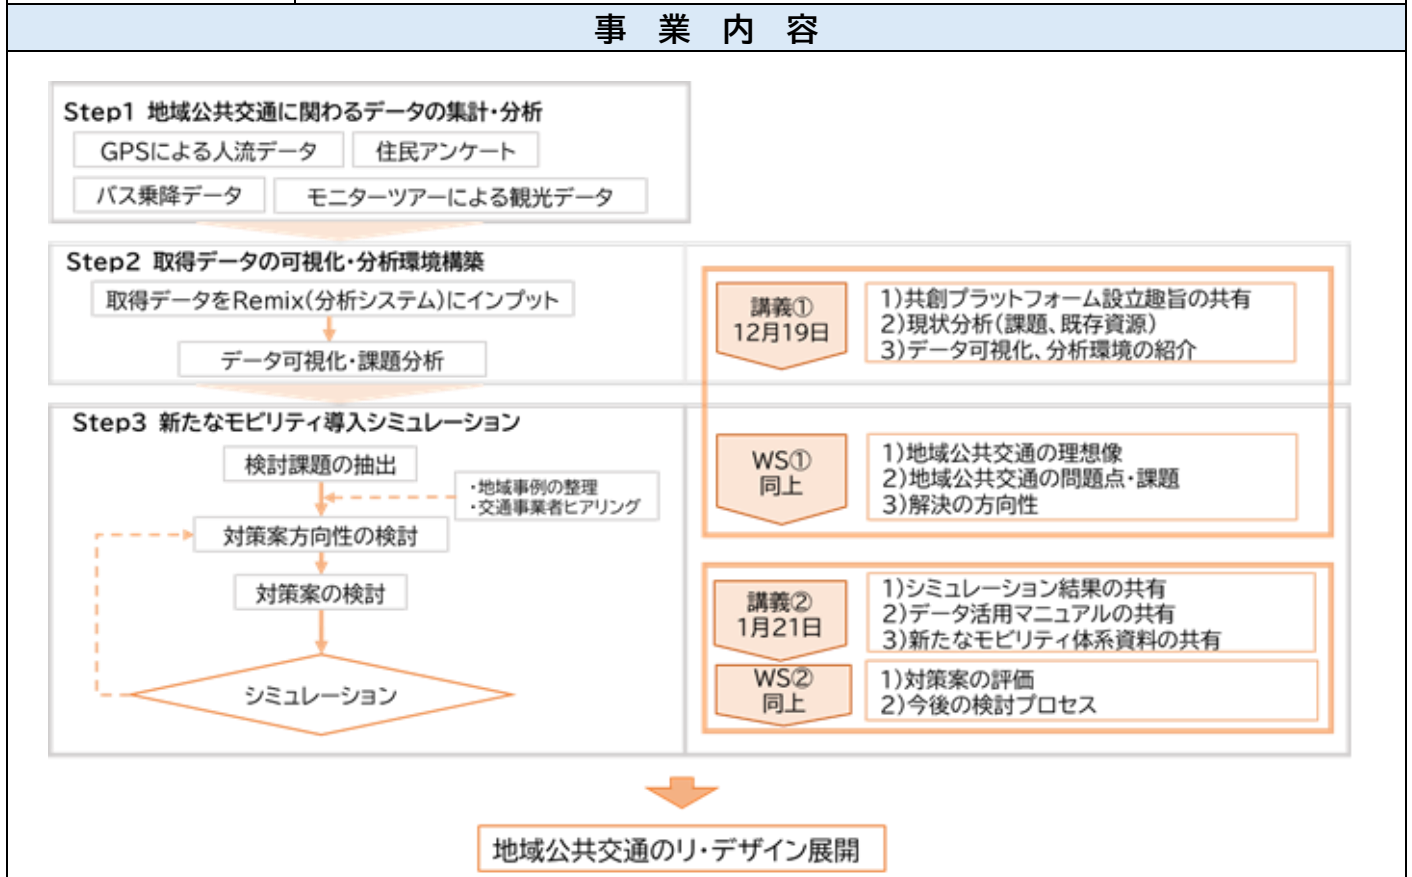 事業内容
Step1 地域公共交通に関わるデータの集計・分析
GPSによる人流データ
住民アンケート
バス乗降データ
モニターツアーによる観光データ
Step2 取得データの可視化・分析環境構築
取得データをRemix(分析システム)にインプット
データ可視化・課題分析
講義①
12月19日
1)共創プラットフォーム設立趣旨の共有
2)現状分析(課題、既存資源)
3)データ可視化、分析環境の紹介
Step3 新たなモビリティ導入シミュレーション
検討課題の抽出
・地域事例の整理
・交通事業者ヒアリング
対策案方向性の検討
対策案の検討
シミュレーション
WS①
同上
1)地域公共交通の理想像
2)地域公共交通の問題点・課題
3)解決の方向性
講義②
1月21日
1)シミュレーション結果の共有
2)データ活用マニュアルの共有
3)新たなモビリティ体系資料の共有
WS②
同上
1)対策案の評価
2)今後の検討プロセス
地域公共交通のリ・デザイン展開